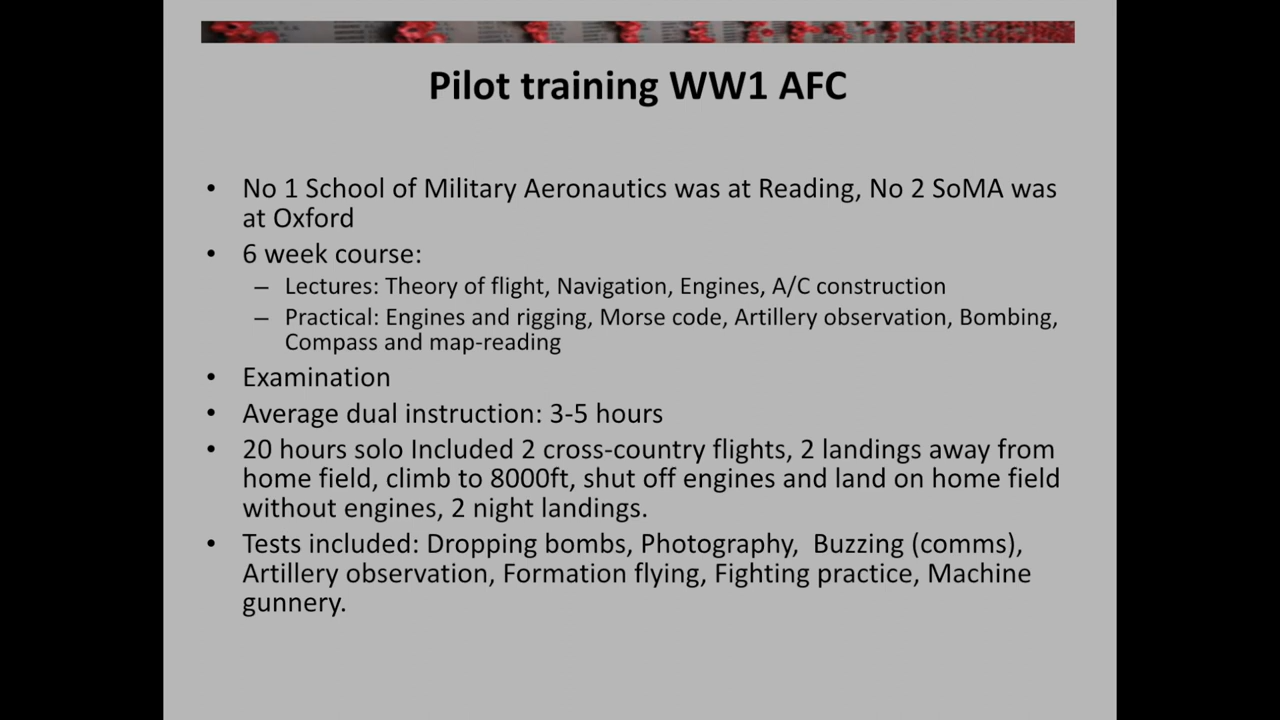 Pilot training WW1 AFC
• No 1 School of Military Aeronautics was at Reading, No 2 SoMA was
at Oxford
• 6 week course:
– Lectures: Theory of flight, Navigation, Engines, A/C construction
– Practical: Engines and rigging, Morse code, Artillery observation, Bombing,
Compass and map-reading
• Examination
• Average dual instruction: 3-5 hours
• 20 hours solo Included 2 cross-country flights, 2 landings away from
home field, climb to 8000ft, shut off engines and land on home field
without engines, 2 night landings.
• Tests included: Dropping bombs, Photography,  Buzzing (comms),
Artillery observation, Formation flying, Fighting practice, Machine
gunnery.